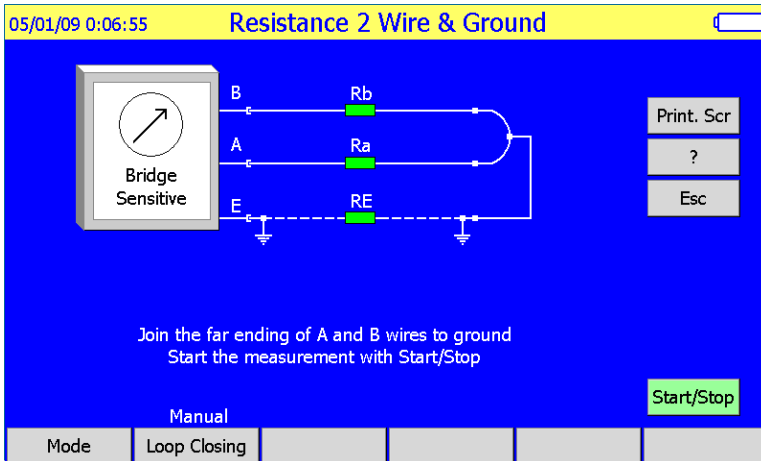 05/01/09 0:06:55 Resistance 2 Wire & Ground
B Rb
Print. Scr
A Ra
?
Bridge
Sensitive
E RE
Esc
Join the far ending of A and B wires to ground
Start the measurement with Start/Stop
Start/Stop
Manual
Mode Loop Closing